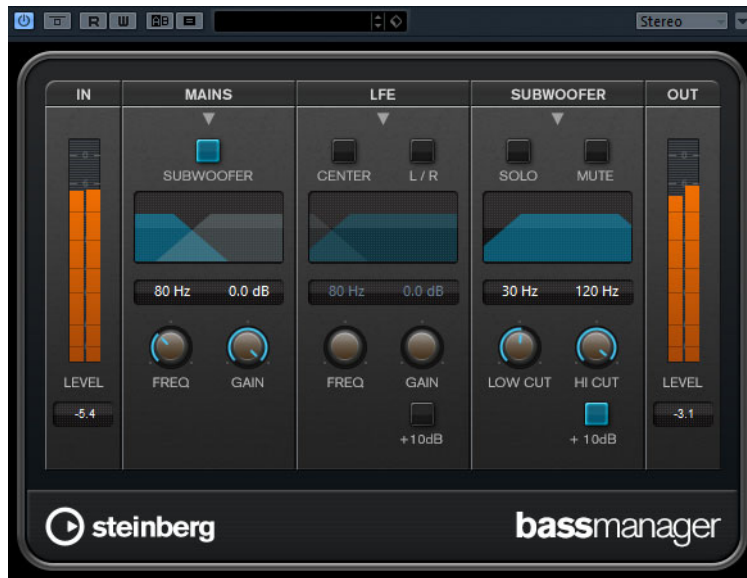 R W AB Stereo
IN MAINS LFE SUBWOOFER OUT
SUBWOOFER CENTER L / R SOLO MUTE
80 Hz 0.0 dB 80 Hz 0.0 dB 30 Hz 120 Hz
FREQ GAIN FREQ GAIN LOW CUT HI CUT
LEVEL LEVEL
-5.4 -3.1
+10dB + 10dB
steinberg bassmanager